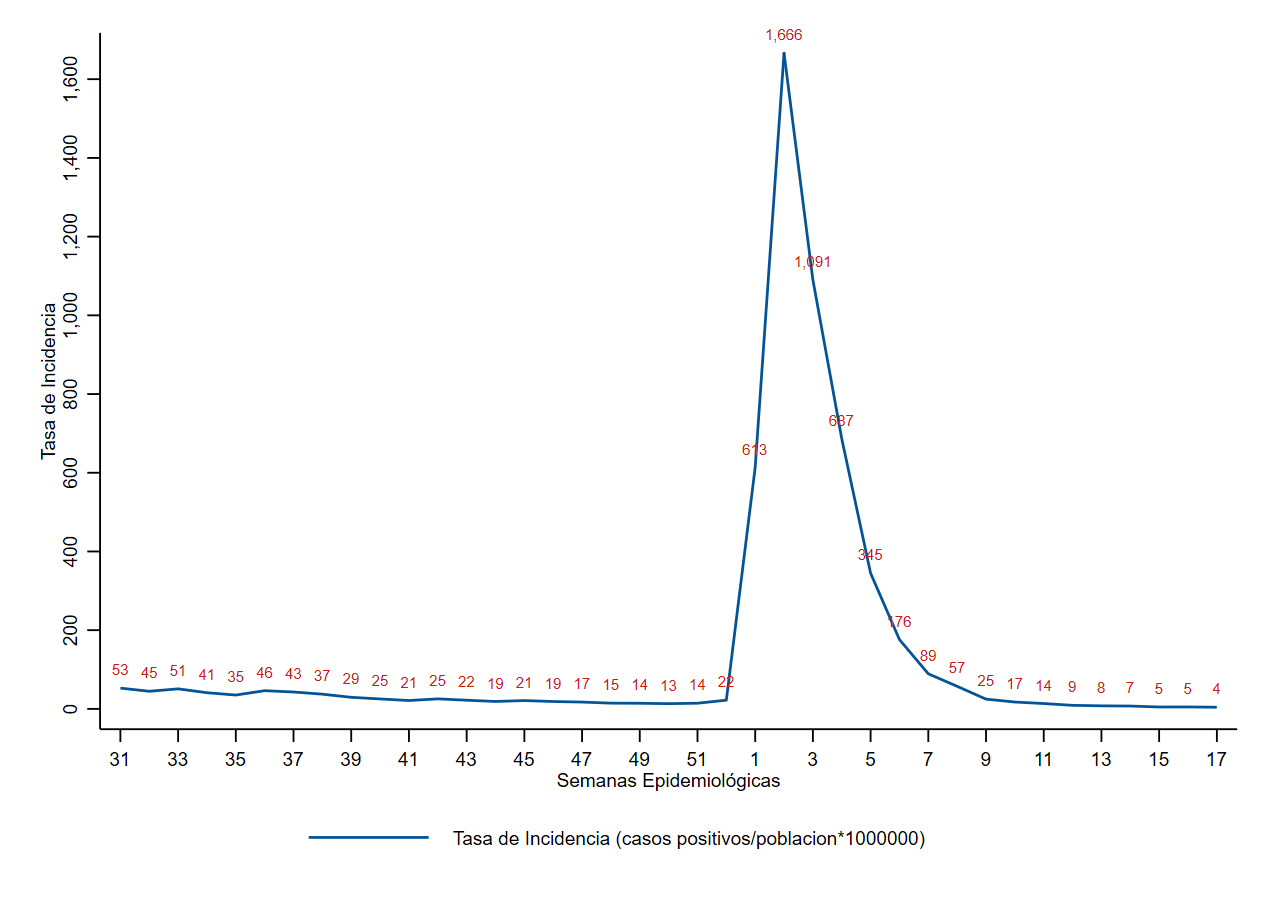 1,666
1,600
1,400
1,200
1,091
1,000
Tasa de Incidencia
800
687
613
600
400
345
200
176
89
57
53 45 51 41 35 46 43 37 29 25 21 25 22 19 21 19 17 15 14 13 14 22
25 17 14 9 8 7 5 5 4
0
31 33 35 37 39 41 43 45 47 49 51 1 3 5 7 9 11 13 15 17
Semanas Epidemiológicas
Tasa de Incidencia (casos positivos/poblacion*1000000)